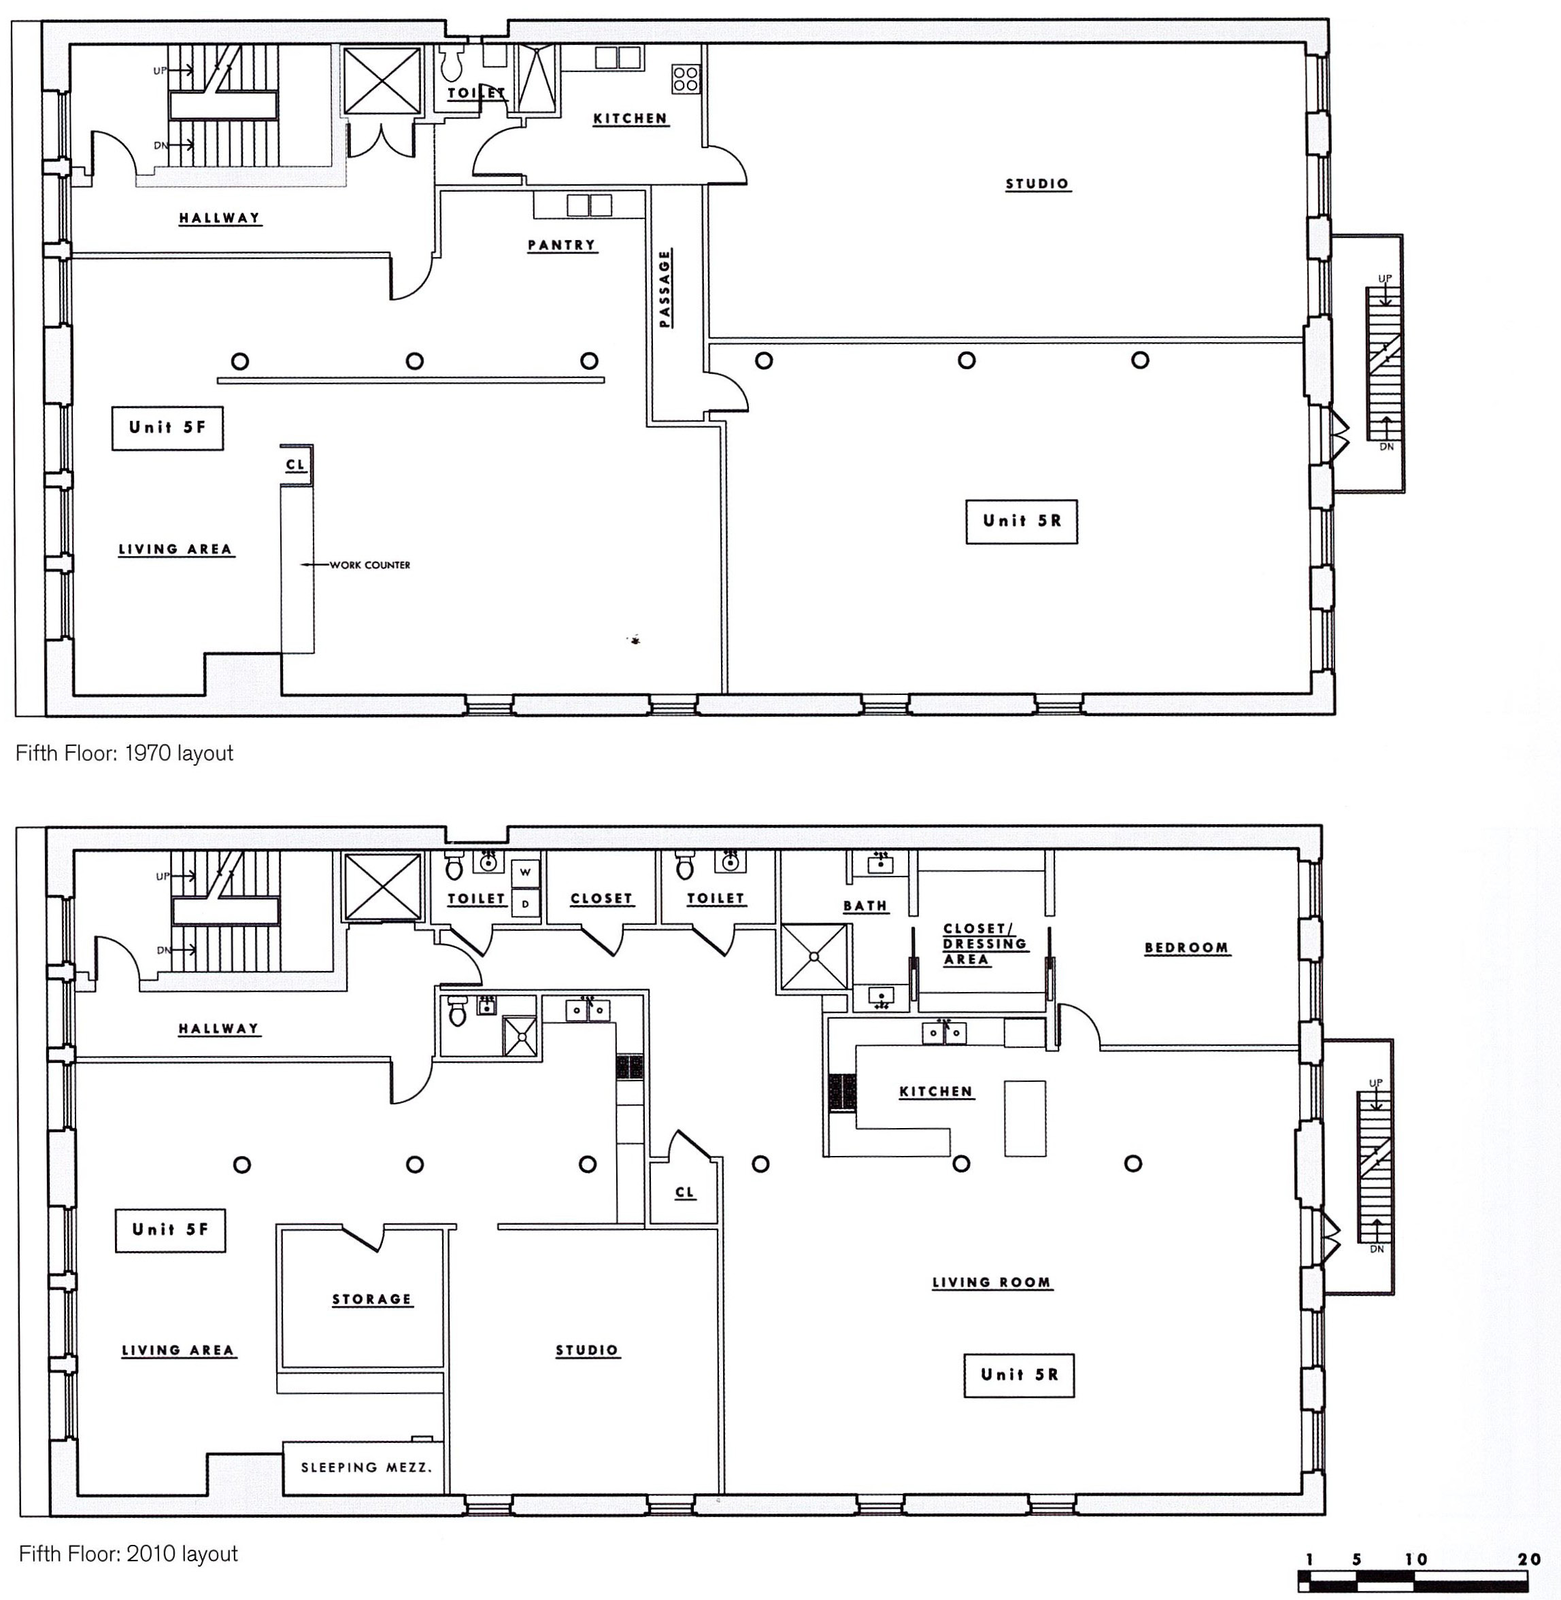 UP
TOILET
KITCHEN
DN
STUDIO
HALLWAY
PANTRY
PASSAGE
UP
Unit 5F
CL
DN
Unit 5R
LIVING AREA
WORK COUNTER
Fifth Floor: 1970 layout
UP
TOILET
W
D
CLOSET
TOILET
BATH
CLOSET/
DRESSING
AREA
BEDROOM
DN
HALLWAY
KITCHEN
UP
CL
Unit 5F
DN
LIVING ROOM
STORAGE
LIVING AREA
STUDIO
Unit 5R
SLEEPING MEZZ.
Fifth Floor: 2010 layout
1 5 10 20